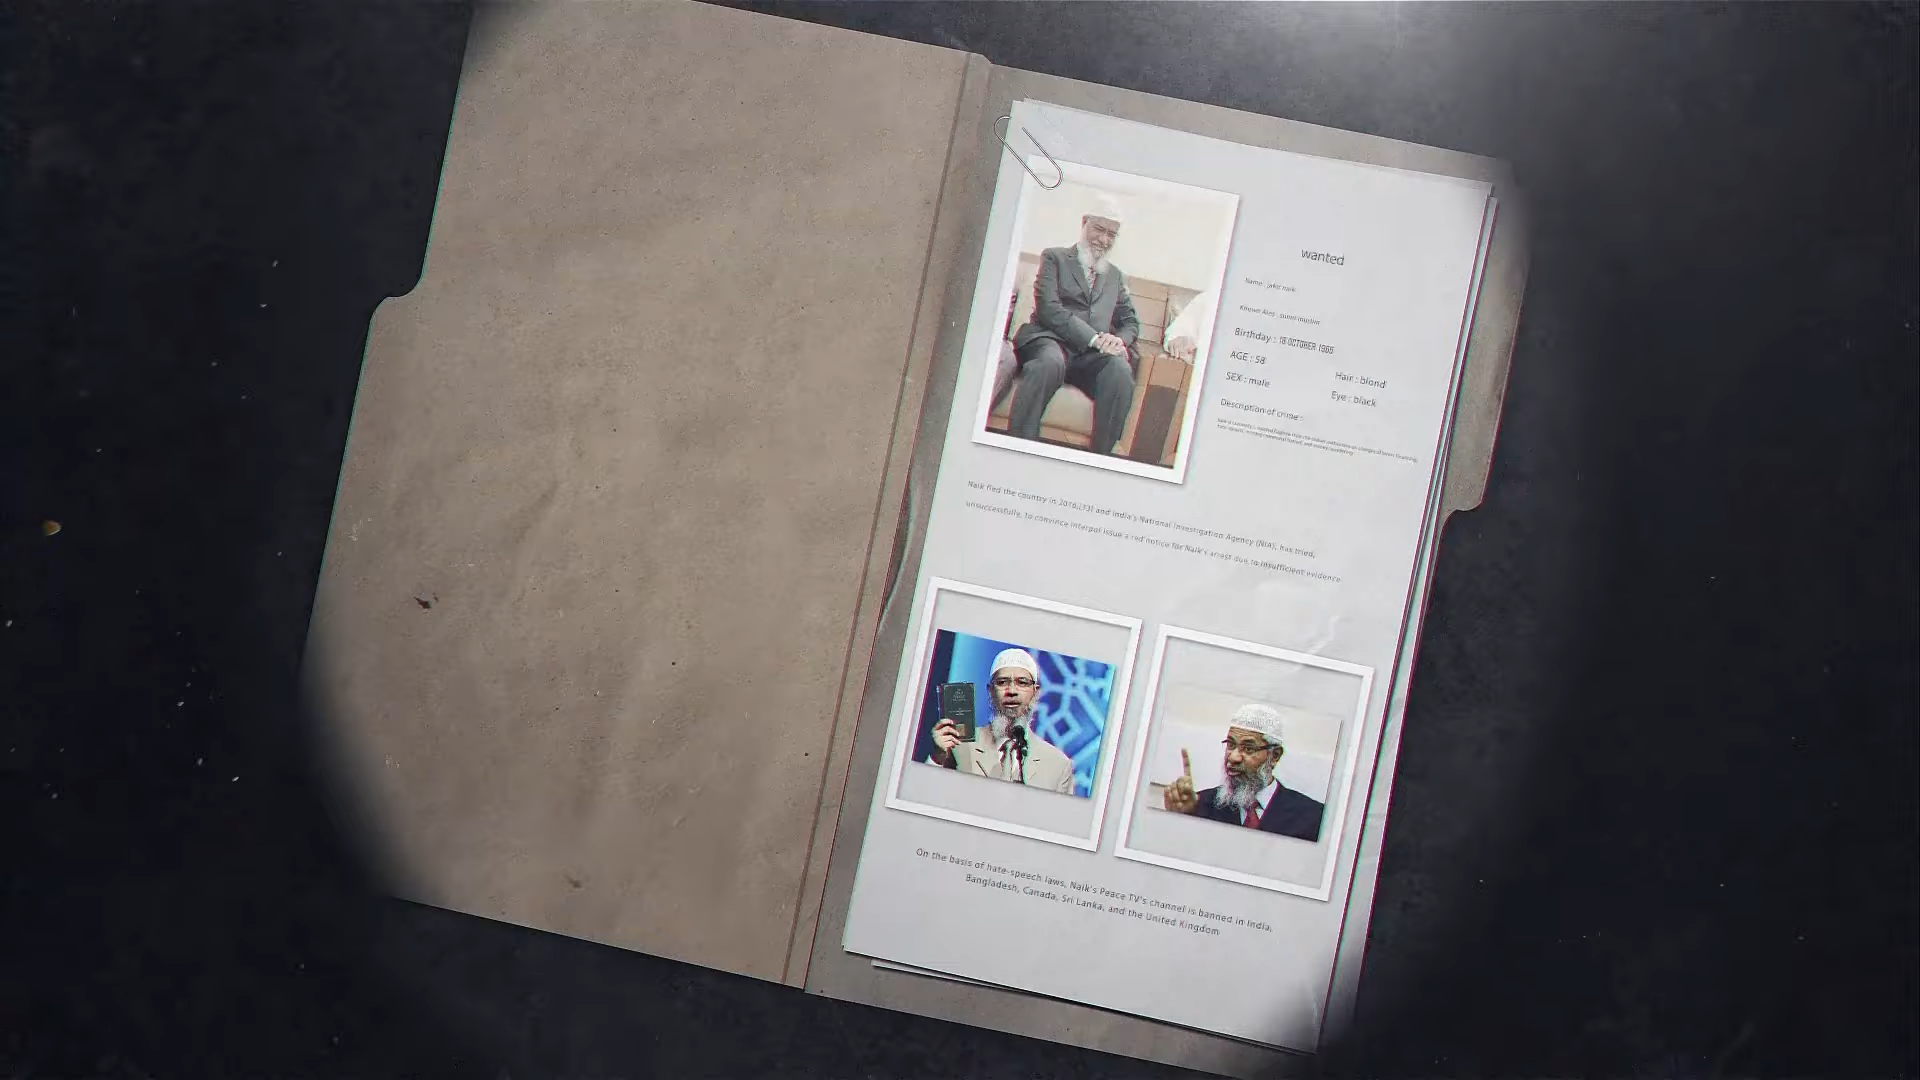 wanted
Name : jakir naik
sunni muslim
Birthday : 18 OCTOBER 1965
AGE : 58
Hair : blond
SEX : male
Eye : black
Description of crime :
Naik fled the country in 2016,[13] and India's National Investigation Agency (NIA), has tried,
unsuccessfully, to convince interpol issue a red notice for Naik's arrest due to insufficient evidence
On the basis of hate-speech laws, Naik's Peace TV's channel is banned in India,
Bangladesh, Canada, Sri Lanka, and the United Kingdom